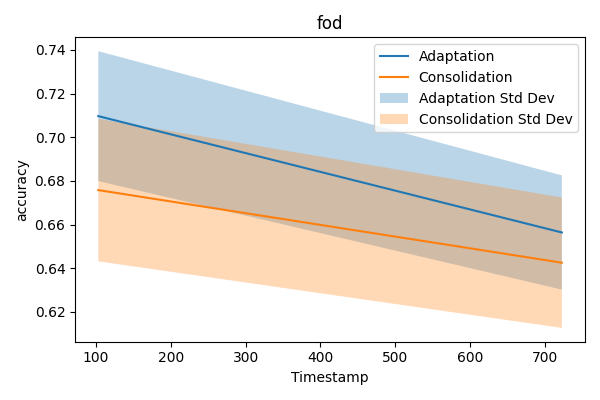 fod
Adaptation
Consolidation
Adaptation Std Dev
Consolidation Std Dev
accuracy
0.74
0.72
0.70
0.68
0.66
0.64
0.62
100 200 300 400 500 600 700
Timestamp